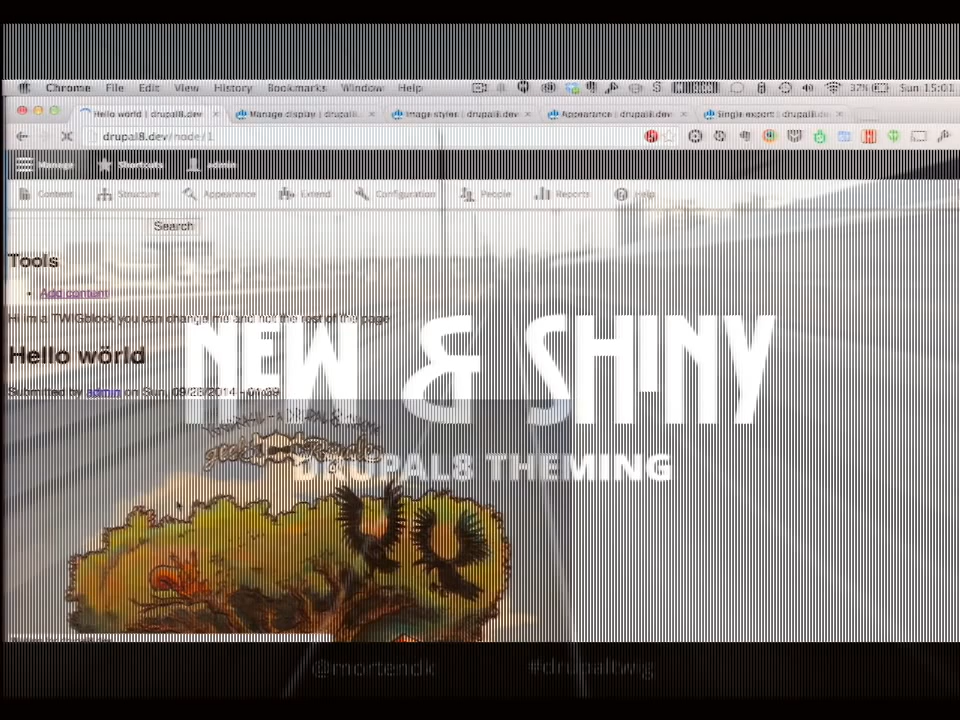 Chrome File Edit View History Bookmarks Window Help 37% Sun 15:01
Hello world | drupal8.dev Manage display | drupal8. Image styles | drupal8.dev Appearance | drupal8.dev Single export | drupal8.de
drupal8.dev/node/1
Manage Shortcuts admin
Content Structure Appearance Extend Configuration People Reports Help
Search
Tools
Add content
Hi im a TWIGblock you can change me and not the rest of the page
Hello wörld
NEW & SHINY
Submitted by admin on Sun, 09/28/2014 -
DRUPAL8 THEMING
@mortendk #drupaltwig